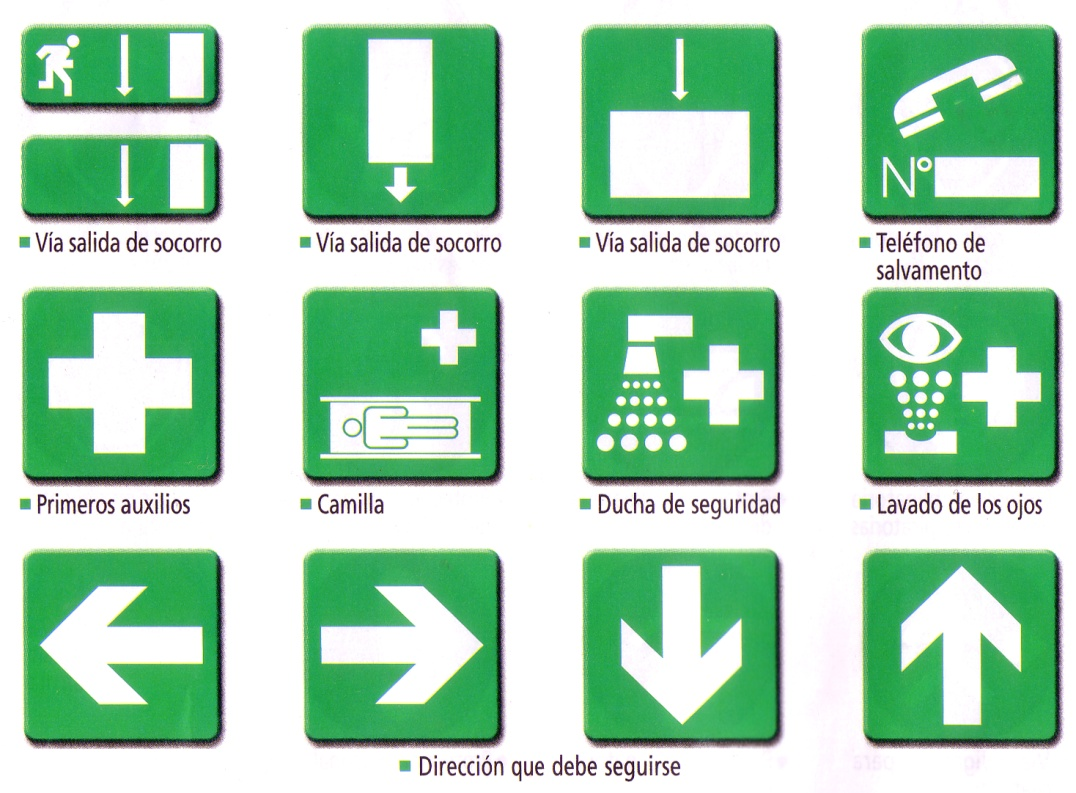 Nº
■ Vía salida de socorro
■ Vía salida de socorro
■ Vía salida de socorro
■ Teléfono de
salvamento
■ Primeros auxilios
■ Camilla
■ Ducha de seguridad
■ Lavado de los ojos
■ Dirección que debe seguirse